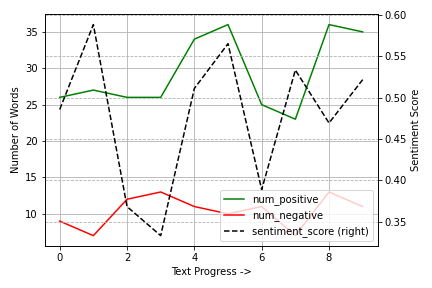 0.60
35
0.55
30
Number of Words
25
0.50
Sentiment Score
20
0.45
15
0.40
10
0.35
num_positive
num_negative
sentiment_score (right)
0 2 4 6 8
Text Progress ->